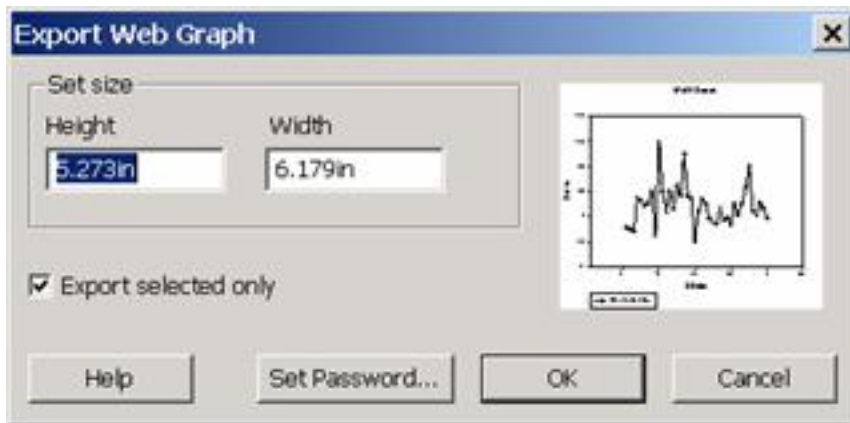 Export Web Graph
Set size
Height Width
5.273in 6.179in
Export selected only
Help Set Password... OK Cancel